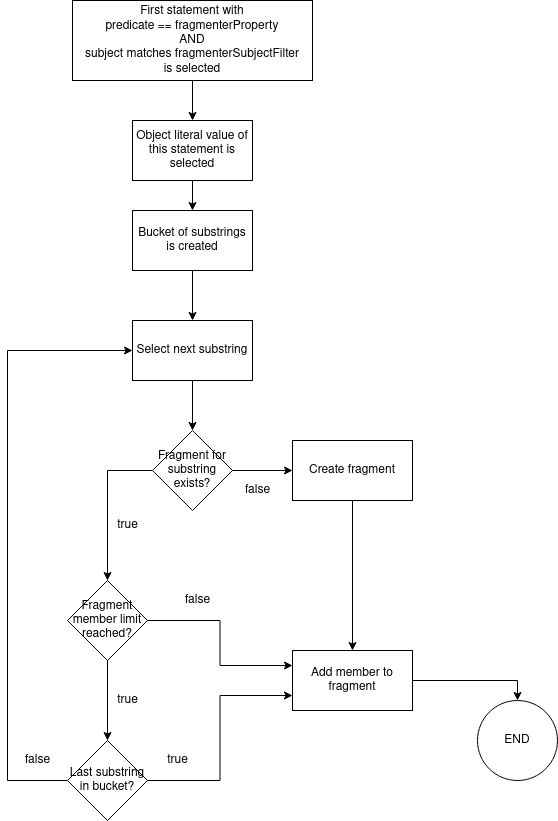 First statement with
predicate == fragmenterProperty
AND
subject matches fragmenterSubjectFilter
is selected
Object literal value of
this statement is
selected
Bucket of substrings
is created
Select next substring
Fragment for
substring
exists?
false
Create fragment
true
Fragment
member limit
reached?
false
Add member to
fragment
true
END
Last substring
in bucket?
false
true